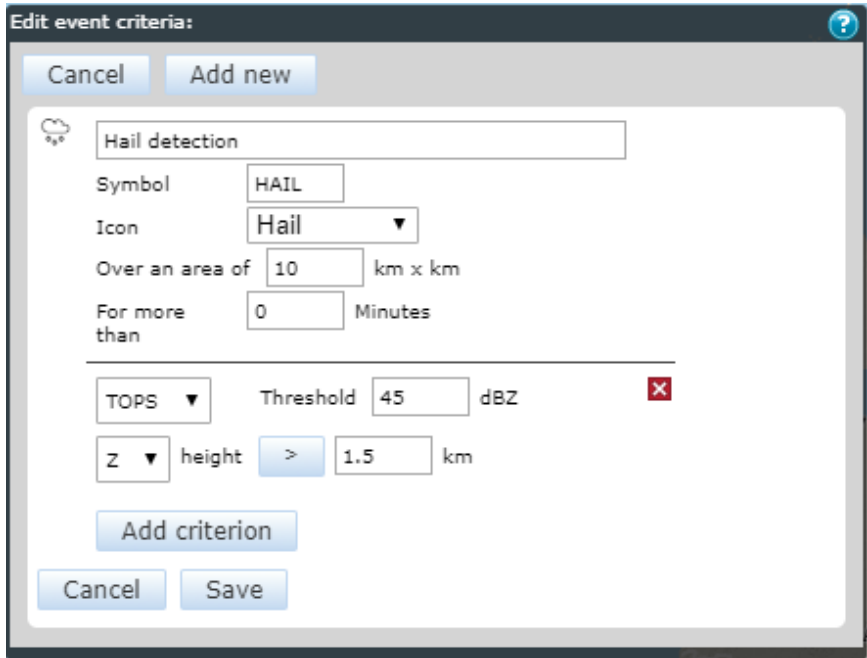 Edit event criteria: ?
Cancel Add new
Hail detection
Symbol HAIL
Icon Hail ▼
Over an area of 10 km x km
For more than 0 Minutes
TOPS ▼ Threshold 45 dBZ X
Z ▼ height > 1.5 km
Add criterion
Cancel Save